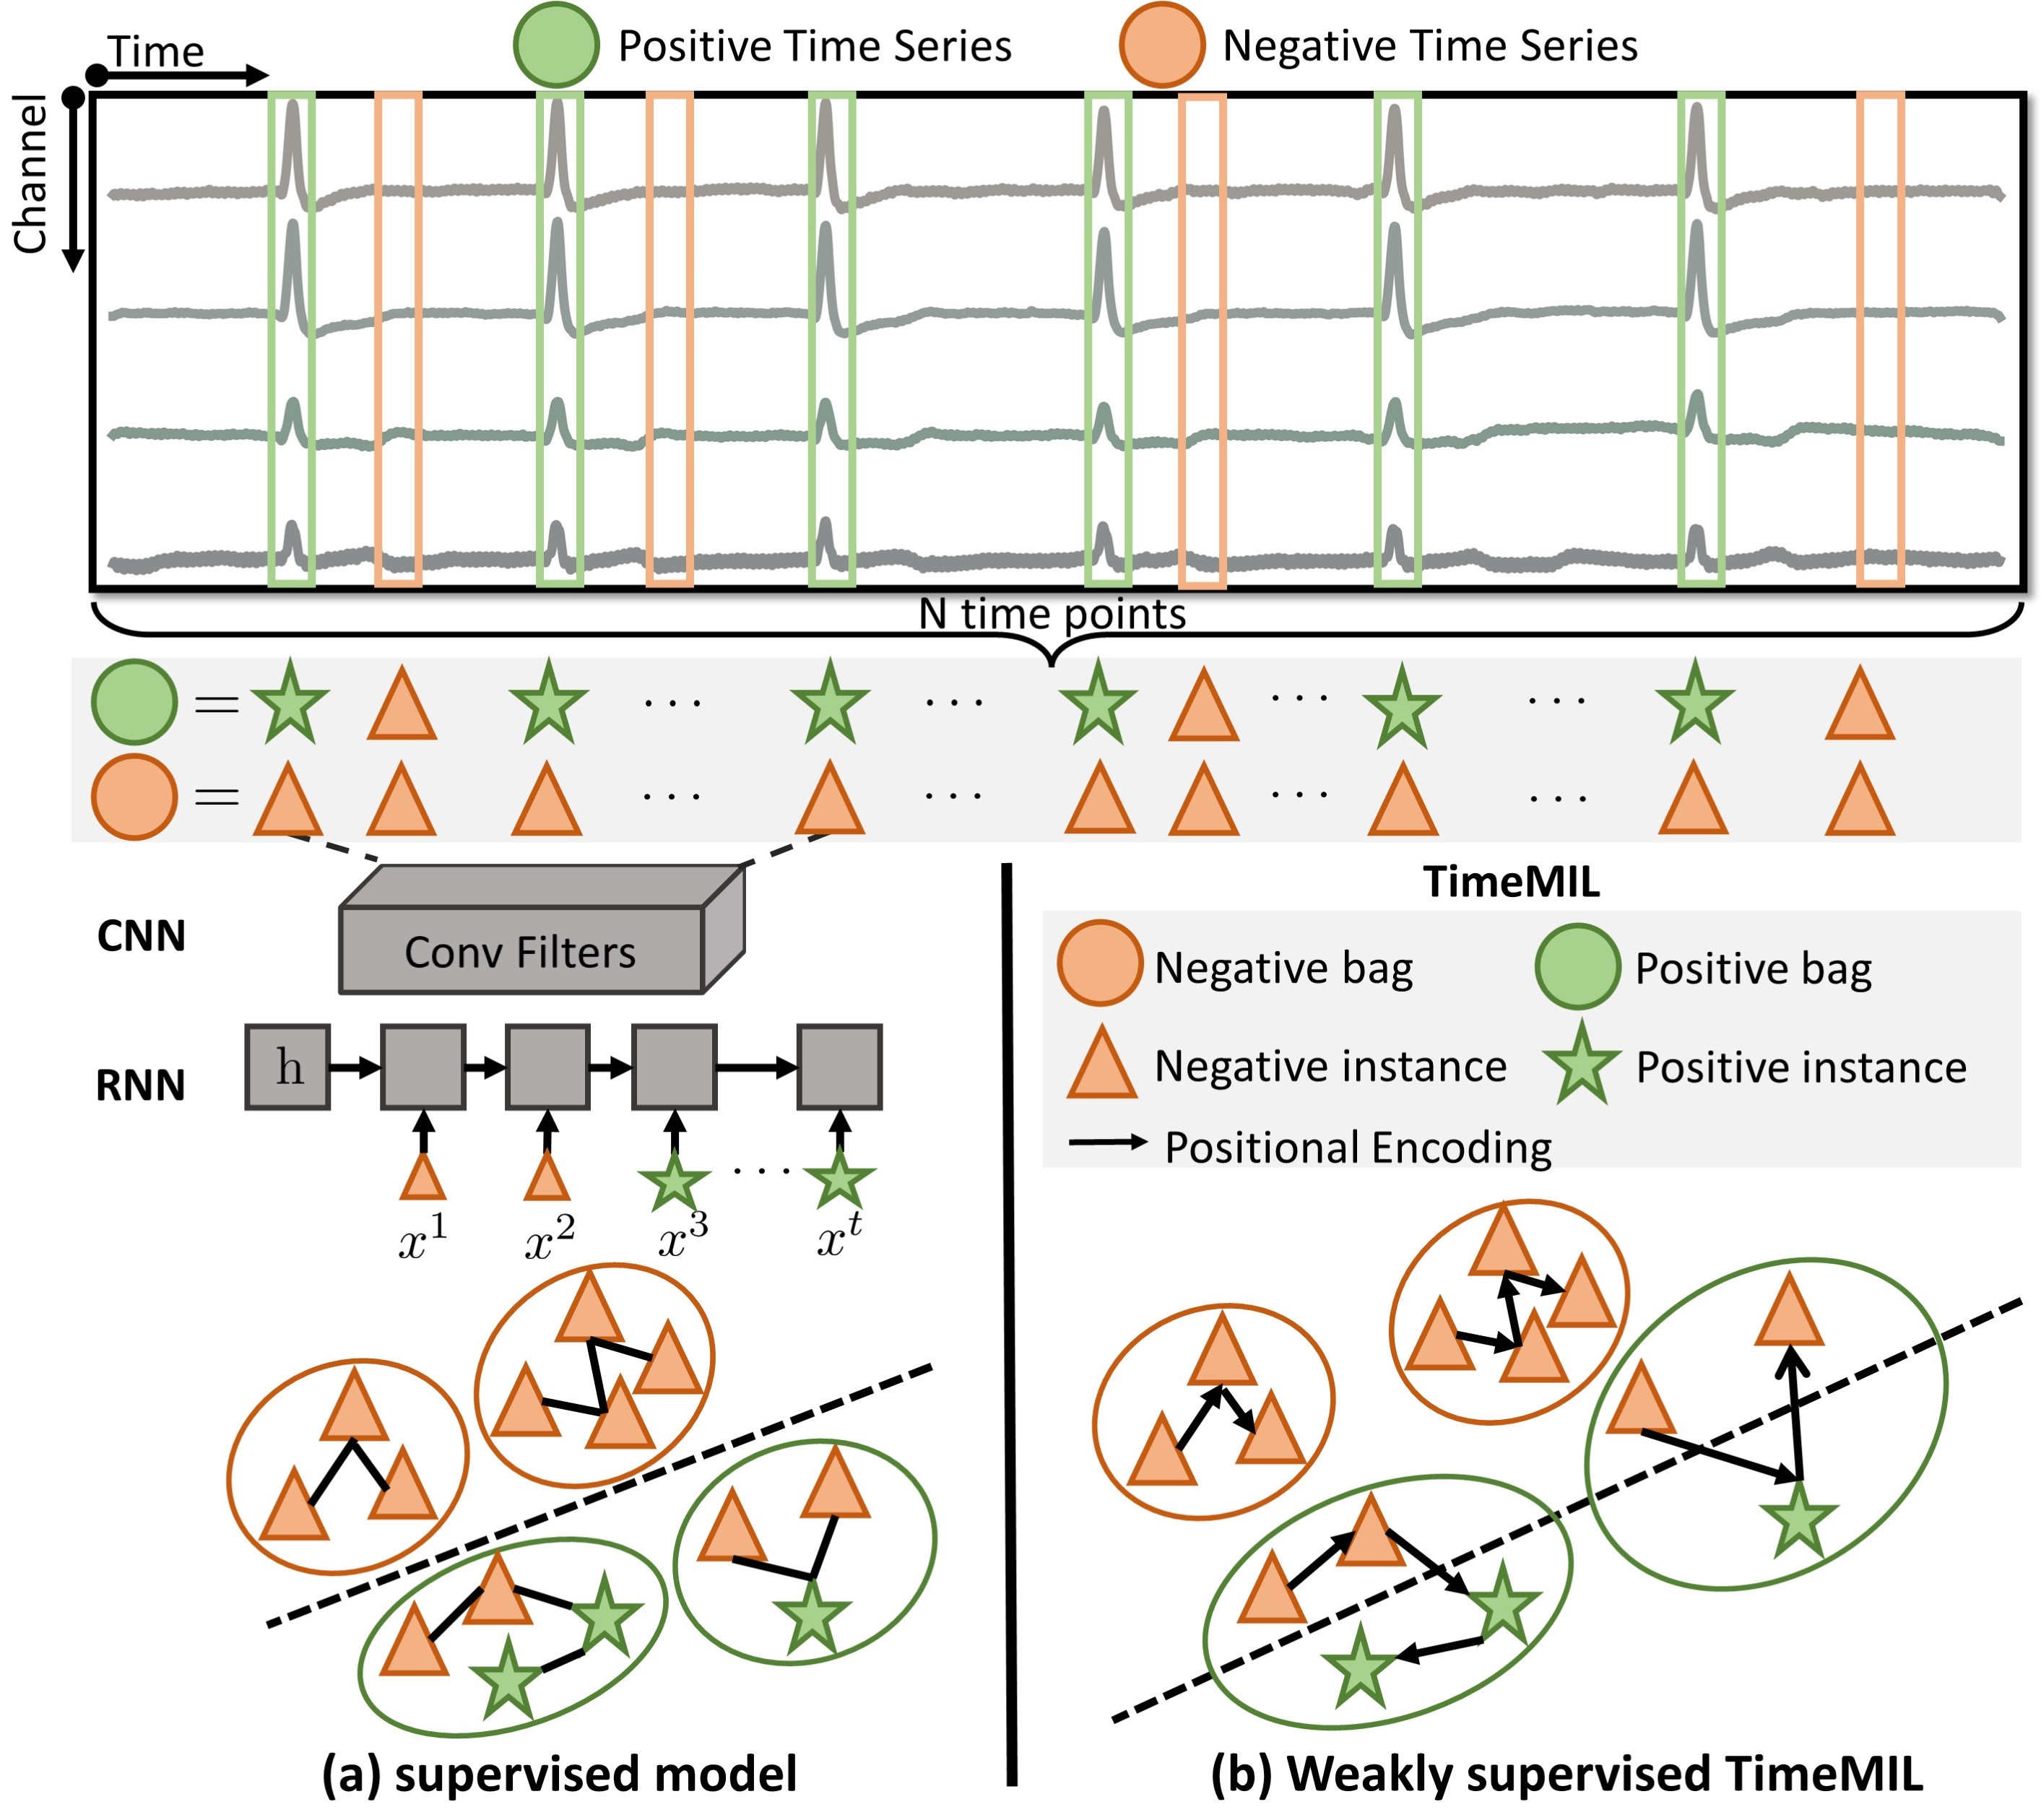 Positive Time Series
Negative Time Series
Time
Channel
N time points
= ... ... ... ...
= ... ... ... ...
TimeMIL
CNN
Conv Filters
Negative bag
Positive bag
RNN
h
Negative instance
Positive instance
Positional Encoding
...
x^1 x^2 x^3 x^t
(a) supervised model
(b) Weakly supervised TimeMIL